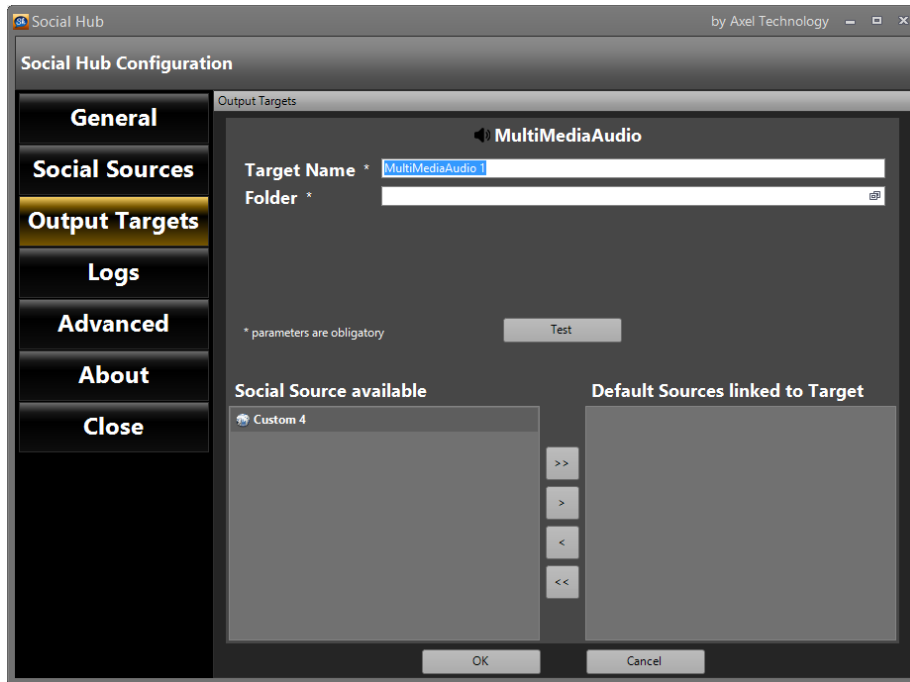 Social Hub by Axel Technology
Social Hub Configuration
General
Social Sources
Output Targets
Logs
Advanced
About
Close
Output Targets
MultiMediaAudio
Target Name * MultiMediaAudio 1
Folder *
* parameters are obligatory
Test
Social Source available
Custom 4
>>
>
<
<<
Default Sources linked to Target
OK
Cancel